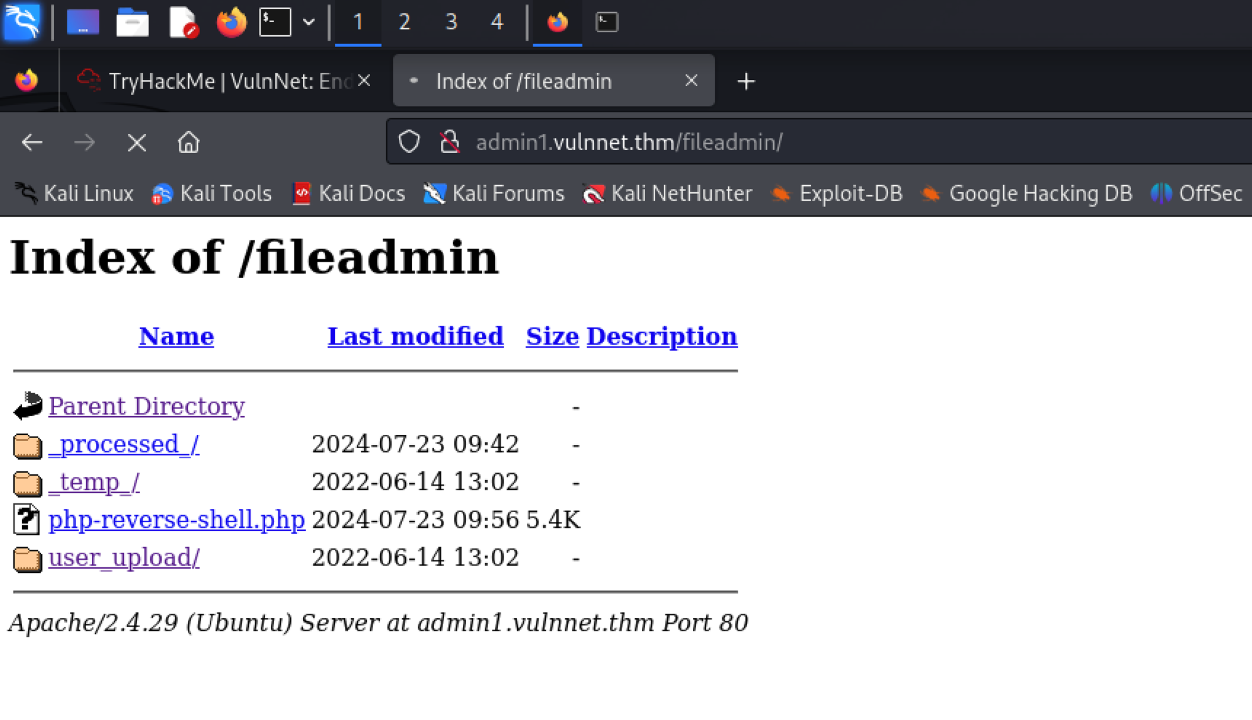 1 2 3 4
TryHackMe | VulnNet: End
Index of /fileadmin
admin1.vulnnet.thm/fileadmin/
Kali Linux Kali Tools Kali Docs Kali Forums Kali NetHunter Exploit-DB Google Hacking DB OffSec
Index of /fileadmin
Name Last modified Size Description
Parent Directory -
_processed_/ 2024-07-23 09:42 -
_temp_/ 2022-06-14 13:02 -
php-reverse-shell.php 2024-07-23 09:56 5.4K
user_upload/ 2022-06-14 13:02 -
Apache/2.4.29 (Ubuntu) Server at admin1.vulnnet.thm Port 80